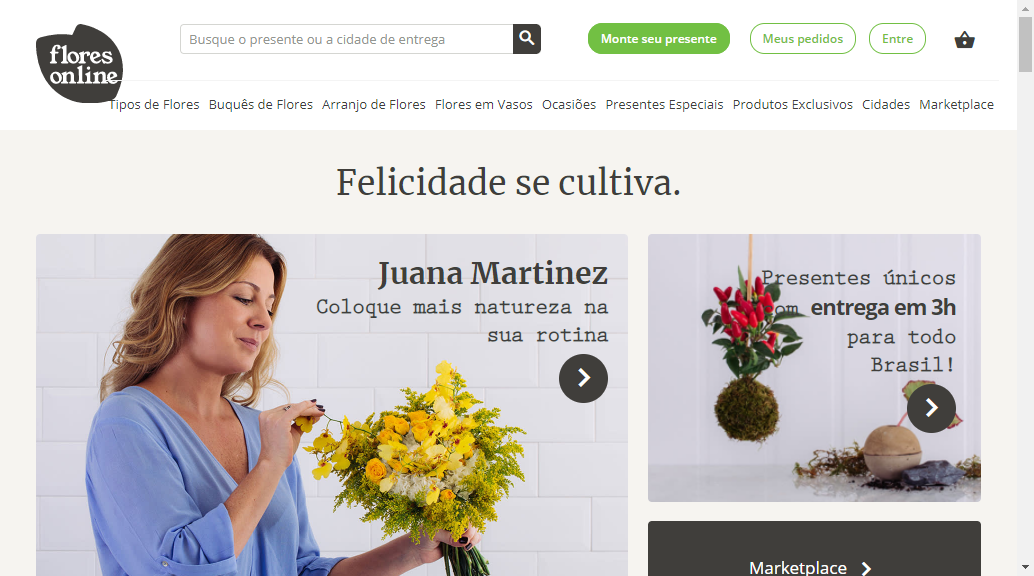 flores
online
Busque o presente ou a cidade de entrega
Monte seu presente
Meus pedidos
Entre
Tipos de Flores Buquês de Flores Arranjo de Flores Flores em Vasos Ocasiões Presentes Especiais Produtos Exclusivos Cidades Marketplace
Felicidade se cultiva.
Juana Martinez
Coloque mais natureza na
sua rotina
Presentes únicos
com entrega em 3h
para todo
Brasil!
Marketplace